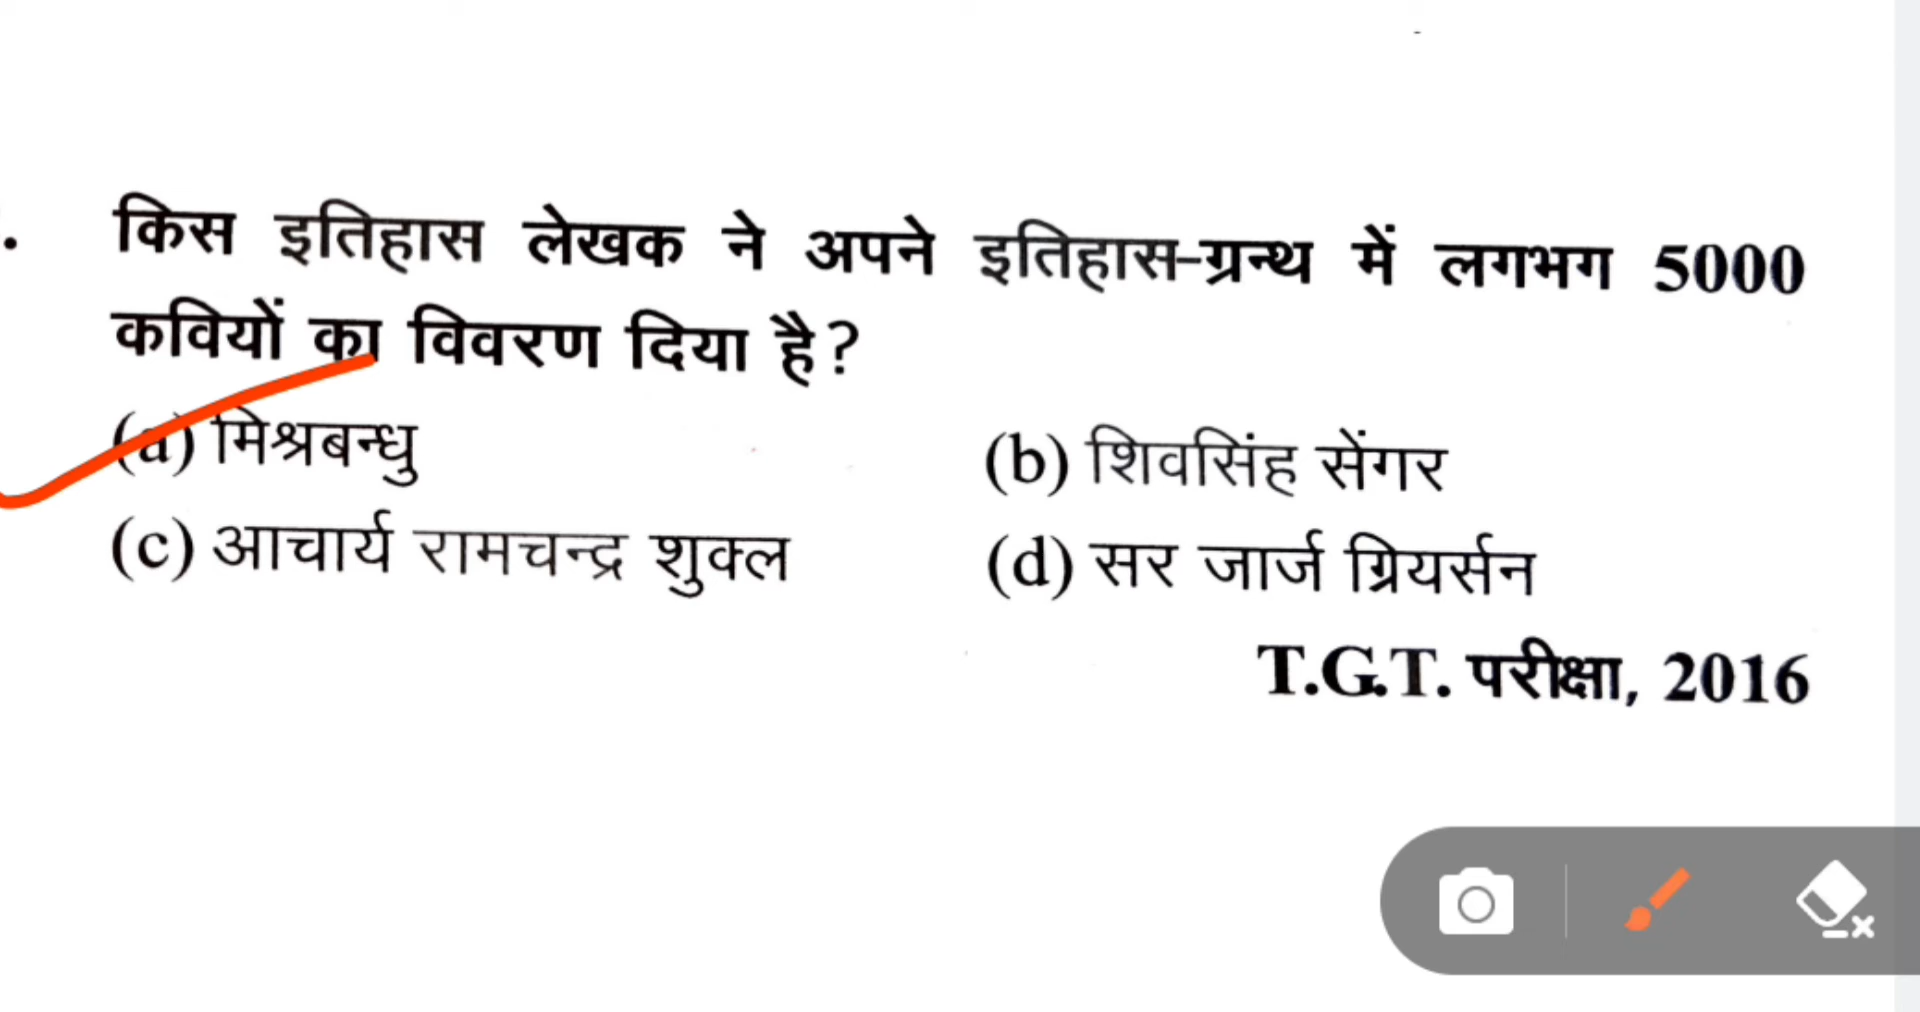 किस इतिहास लेखक ने अपने इतिहास-ग्रन्थ में लगभग 5000
कवियों का विवरण दिया है?
(a) मिश्रबन्धु (b) शिवसिंह सेंगर
(c) आचार्य रामचन्द्र शुक्ल (d) सर जार्ज ग्रियर्सन
T.G.T. परीक्षा, 2016